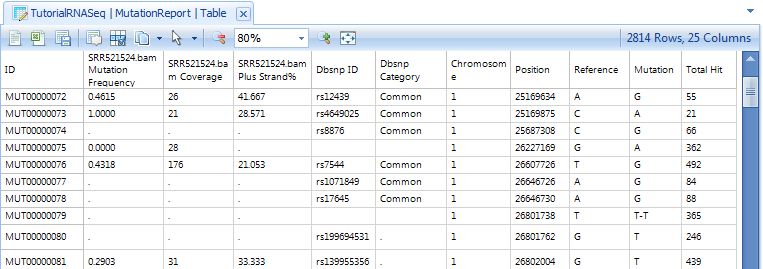 TutorialRNASeq | MutationReport | Table
80% 2814 Rows, 25 Columns
ID SRR521524.bam Mutation Frequency SRR521524.bam Coverage SRR521524.bam Plus Strand% Dbsnp ID Dbsnp Category Chromosome Position Reference Mutation Total Hit
MUT00000072 0.4615 26 41.667 rs12439 Common 1 25169634 A G 55
MUT00000073 1.0000 21 28.571 rs4649025 Common 1 25169875 C A 21
MUT00000074 . . . rs8876 Common 1 25687308 C G 66
MUT00000075 0.0000 28 . 1 26227169 G A 362
MUT00000076 0.4318 176 21.053 rs7544 Common 1 26607726 T G 492
MUT00000077 . . . rs1071849 Common 1 26646726 A G 84
MUT00000078 . . . rs17645 Common 1 26646730 A G 88
MUT00000079 . . . 1 26801738 T T-T 365
MUT00000080 . . . rs199694531 . 1 26801762 G T 246
MUT00000081 0.2903 31 33.333 rs139955356 . 1 26802004 G T 439